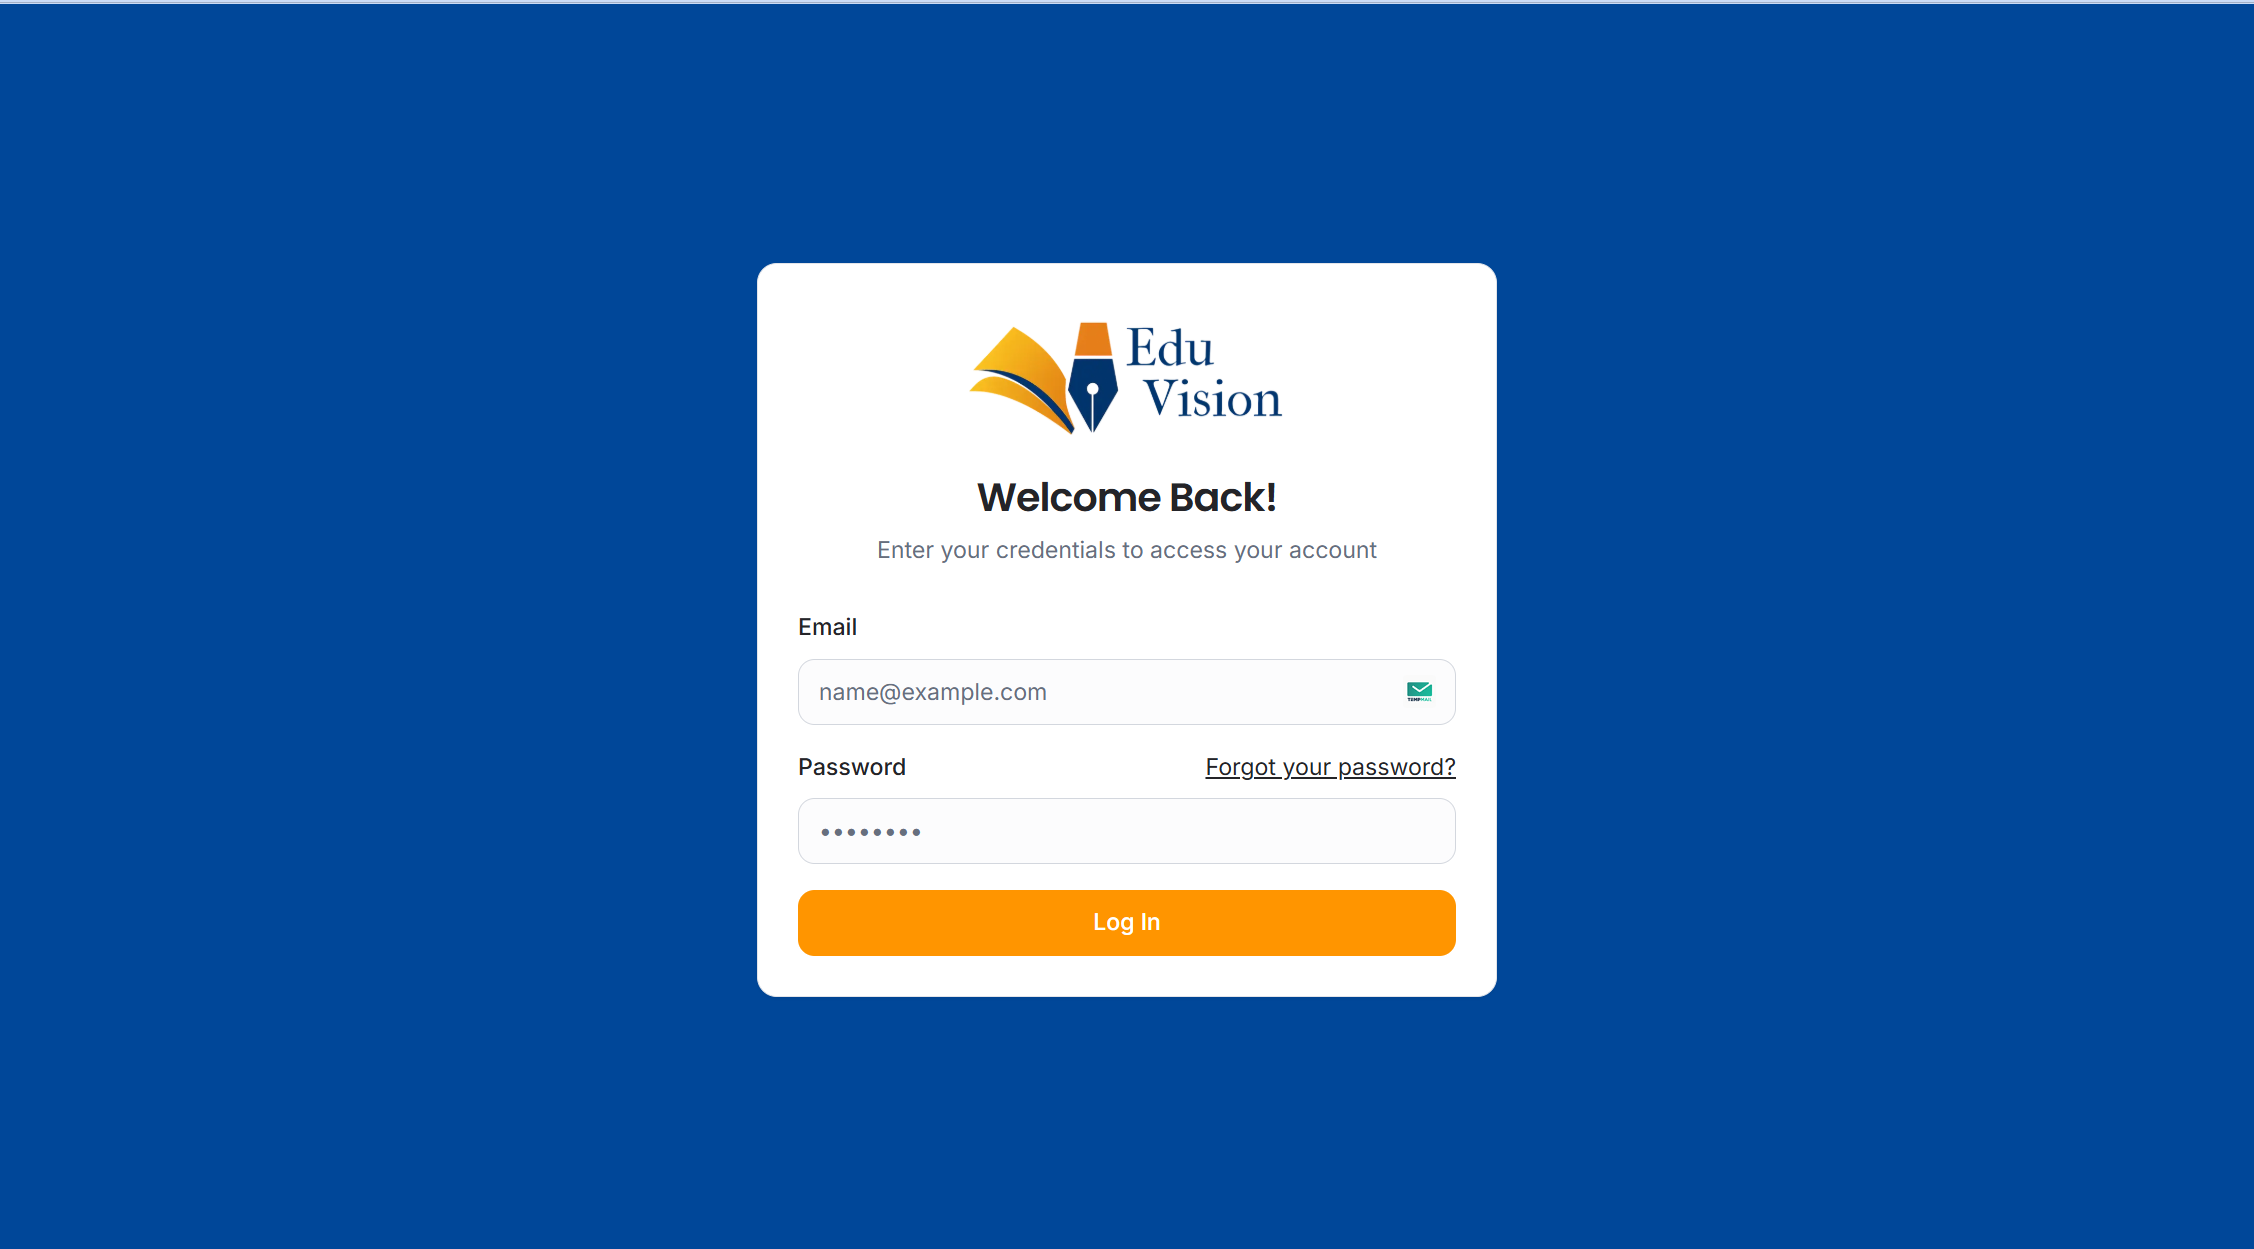 Edu
Vision
Welcome Back!
Enter your credentials to access your account
Email
name@example.com
TEMPMAIL
Password
Forgot your password?
••••••••
Log In